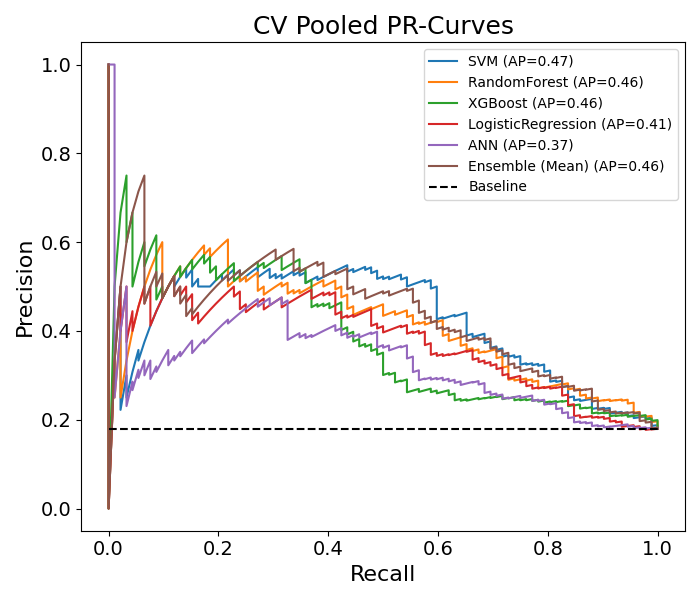 CV Pooled PR-Curves
SVM (AP=0.47)
RandomForest (AP=0.46)
XGBoost (AP=0.46)
LogisticRegression (AP=0.41)
ANN (AP=0.37)
Ensemble (Mean) (AP=0.46)
Baseline
Precision
1.0
0.8
0.6
0.4
0.2
0.0
0.0 0.2 0.4 0.6 0.8 1.0
Recall